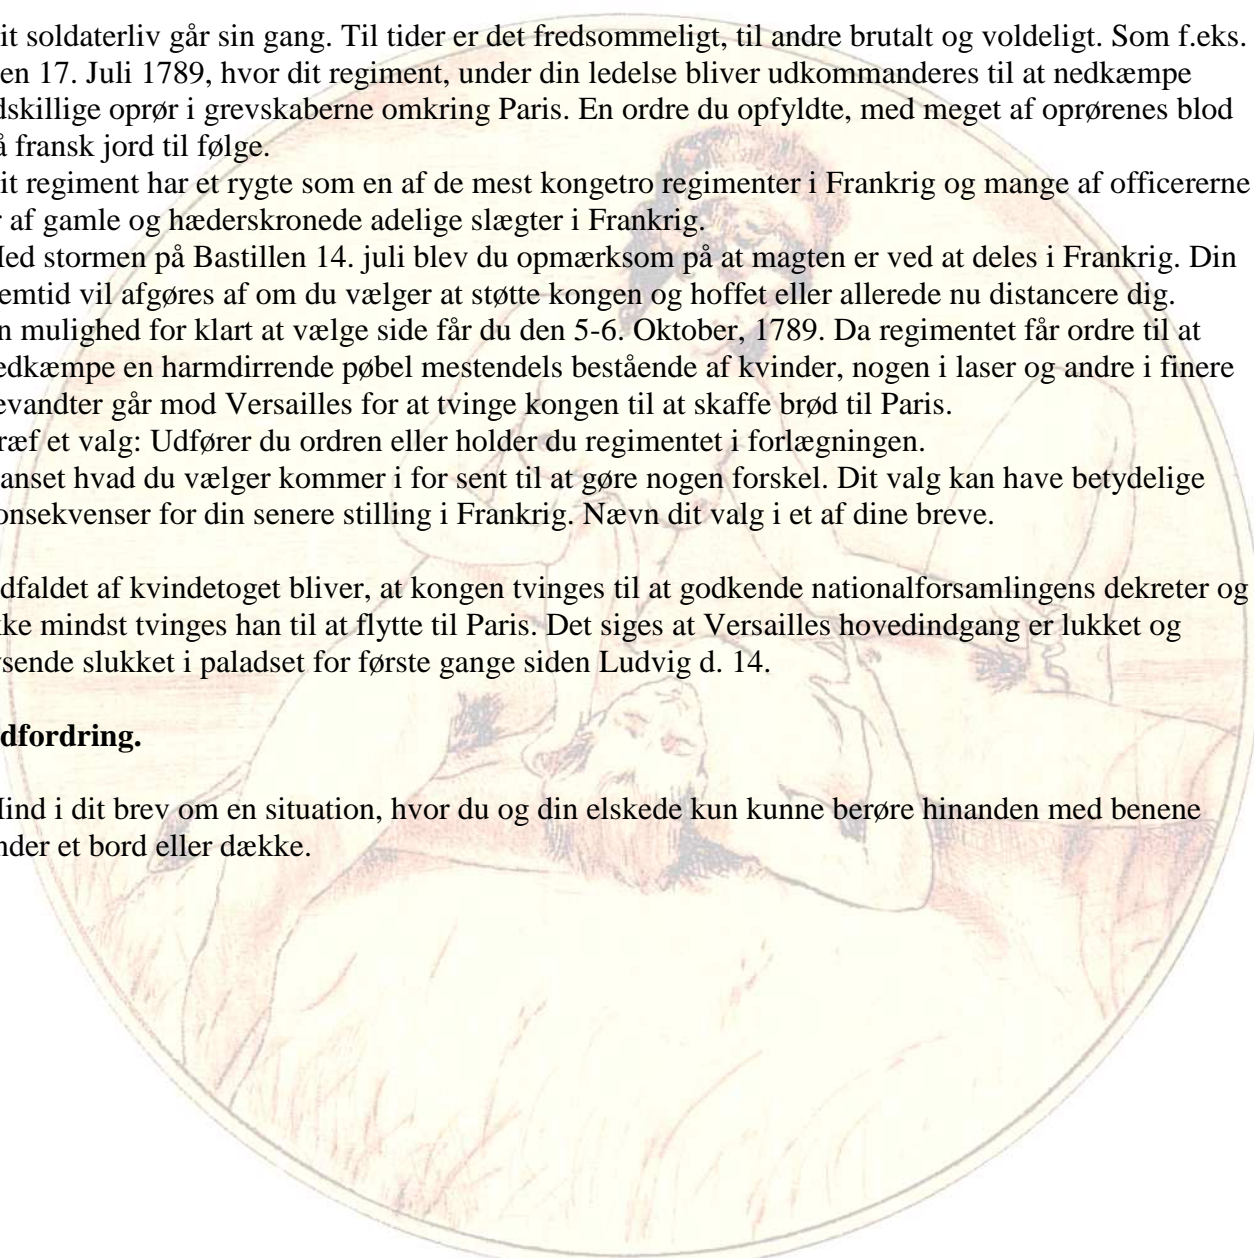 it soldaterliv går sin gang. Til tider er det fredsommeligt, til andre brutalt og voldeligt. Som f.eks.
en 17. Juli 1789, hvor dit regiment, under din ledelse bliver udkommanderes til at nedkæmpe
dskillige oprør i grevskaberne omkring Paris. En ordre du opfyldte, med meget af oprørenes blod
å fransk jord til følge.
it regiment har et rygte som en af de mest kongetro regimenter i Frankrig og mange af officererne
r af gamle og hæderskronede adelige slægter i Frankrig.
led stormen på Bastillen 14. juli blev du opmærksom på at magten er ved at deles i Frankrig. Din
emtid vil afgøres af om du vælger at støtte kongen og hoffet eller allerede nu distancere dig.
n mulighed for klart at vælge side får du den 5-6. Oktober, 1789. Da regimentet får ordre til at
edkæmpe en harmdirrende pøbel mestendels bestående af kvinder, nogen i laser og andre i finere
evandter går mod Versailles for at tvinge kongen til at skaffe brød til Paris.
ræf et valg: Udfører du ordren eller holder du regimentet i forlægningen.
anset hvad du vælger kommer i for sent til at gøre nogen forskel. Dit valg kan have betydelige
onsekvenser for din senere stilling i Frankrig. Nævn dit valg i et af dine breve.
dfaldet af kvindetoget bliver, at kongen tvinges til at godkende nationalforsamlingens dekreter og
ke mindst tvinges han til at flytte til Paris. Det siges at Versailles hovedindgang er lukket og
sende slukket i paladset for første gange siden Ludvig d. 14.
dfordring.
lind i dit brev om en situation, hvor du og din elskede kun kunne berøre hinanden med benene
nder et bord eller dække.